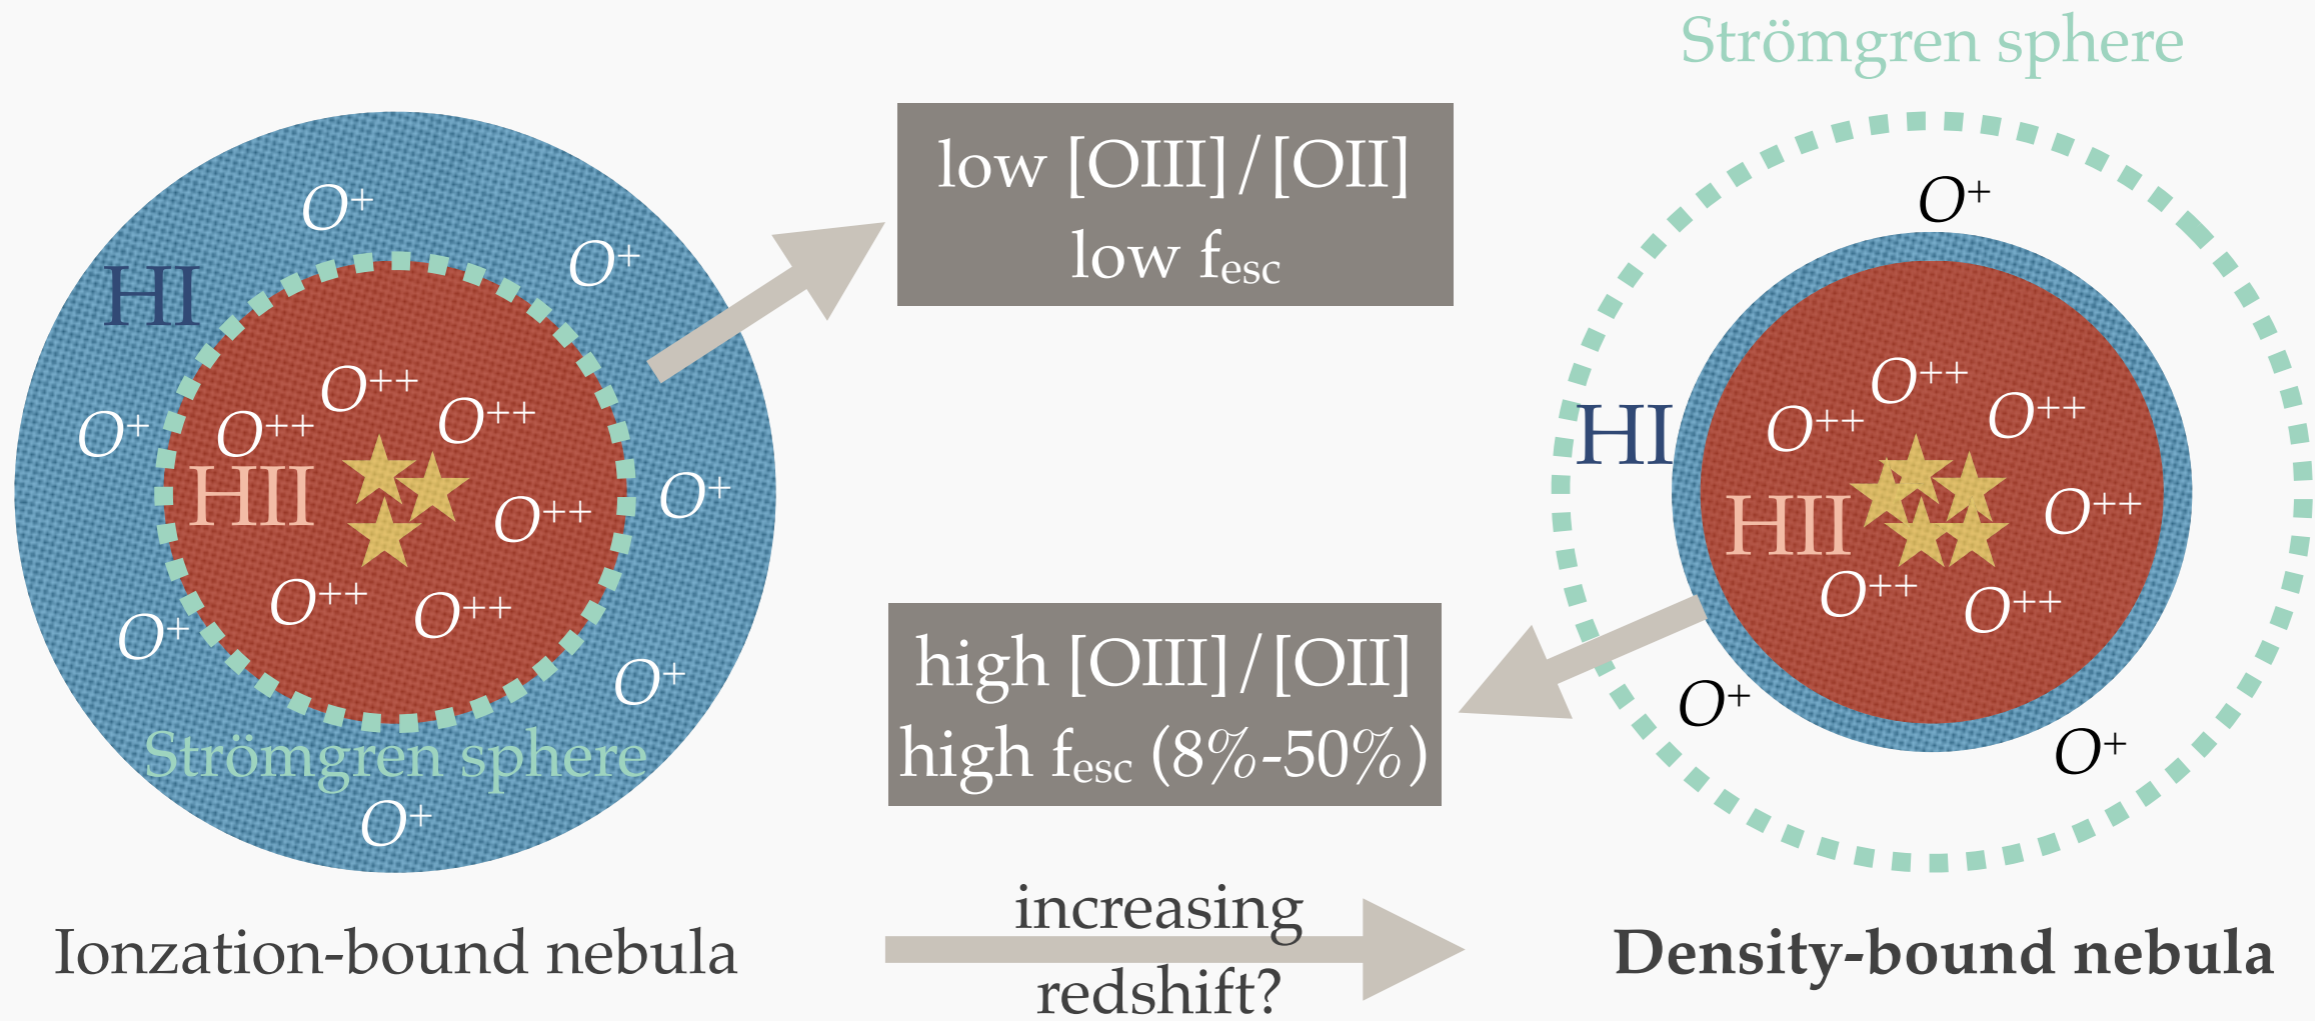 Strömgren sphere
O⁺
O⁺
HI
O⁺⁺
O⁺⁺
O⁺⁺
O⁺
HII
O⁺⁺
O⁺
O⁺⁺
O⁺⁺
O⁺
O⁺
Strömgren sphere
O⁺
Ionzation-bound nebula
low [OIII]/[OII]
low fesc
high [OIII]/[OII]
high fesc (8%-50%)
increasing
redshift?
O⁺
HI
O⁺⁺
O⁺⁺
O⁺⁺
HII
O⁺⁺
O⁺⁺
O⁺⁺
O⁺
O⁺
Density-bound nebula